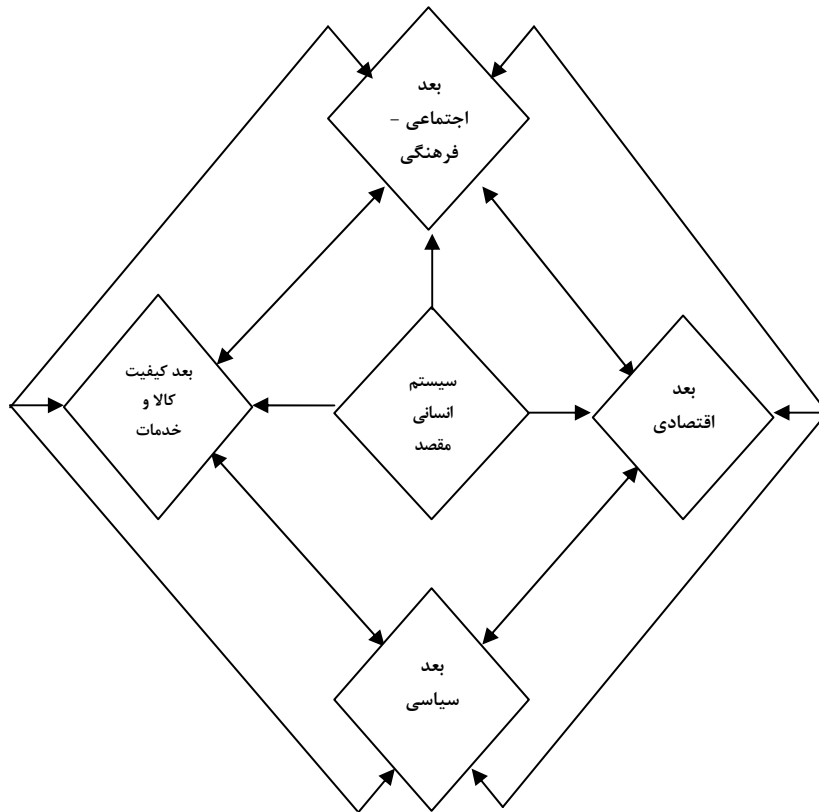 بعد
اجتماعی –
فرهنگی
بعد
اقتصادی
سیستم
انسانی
مقصد
بعد کیفیت
کالا و
خدمات
بعد
سیاسی